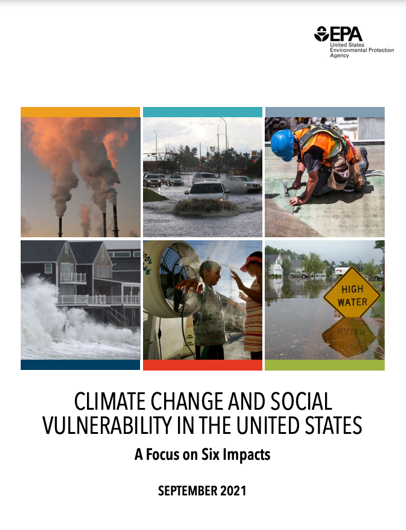 EPA
United States
Environmental Protection
Agency
HIGH
WATER
CLIMATE CHANGE AND SOCIAL
VULNERABILITY IN THE UNITED STATES
A Focus on Six Impacts
SEPTEMBER 2021